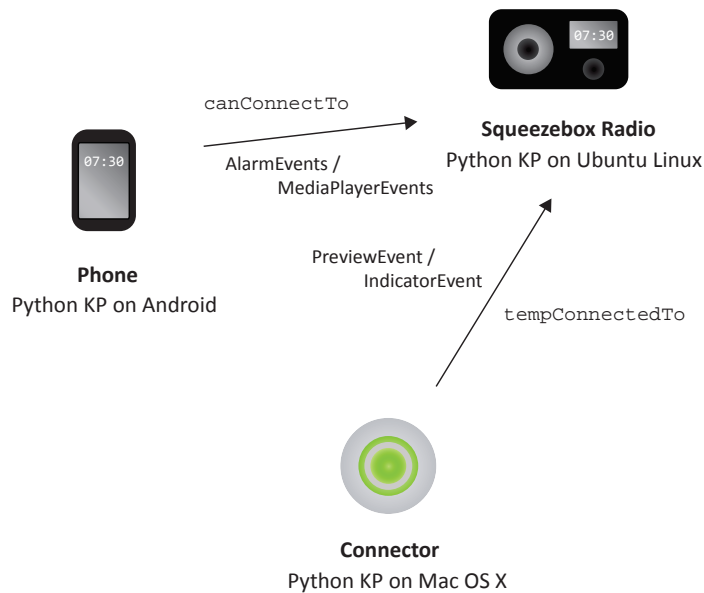 07:30
Squeezebox Radio
Python KP on Ubuntu Linux
canConnectTo
AlarmEvents /
MediaPlayerEvents
07:30
Phone
Python KP on Android
PreviewEvent /
IndicatorEvent
tempConnectedTo
Connector
Python KP on Mac OS X